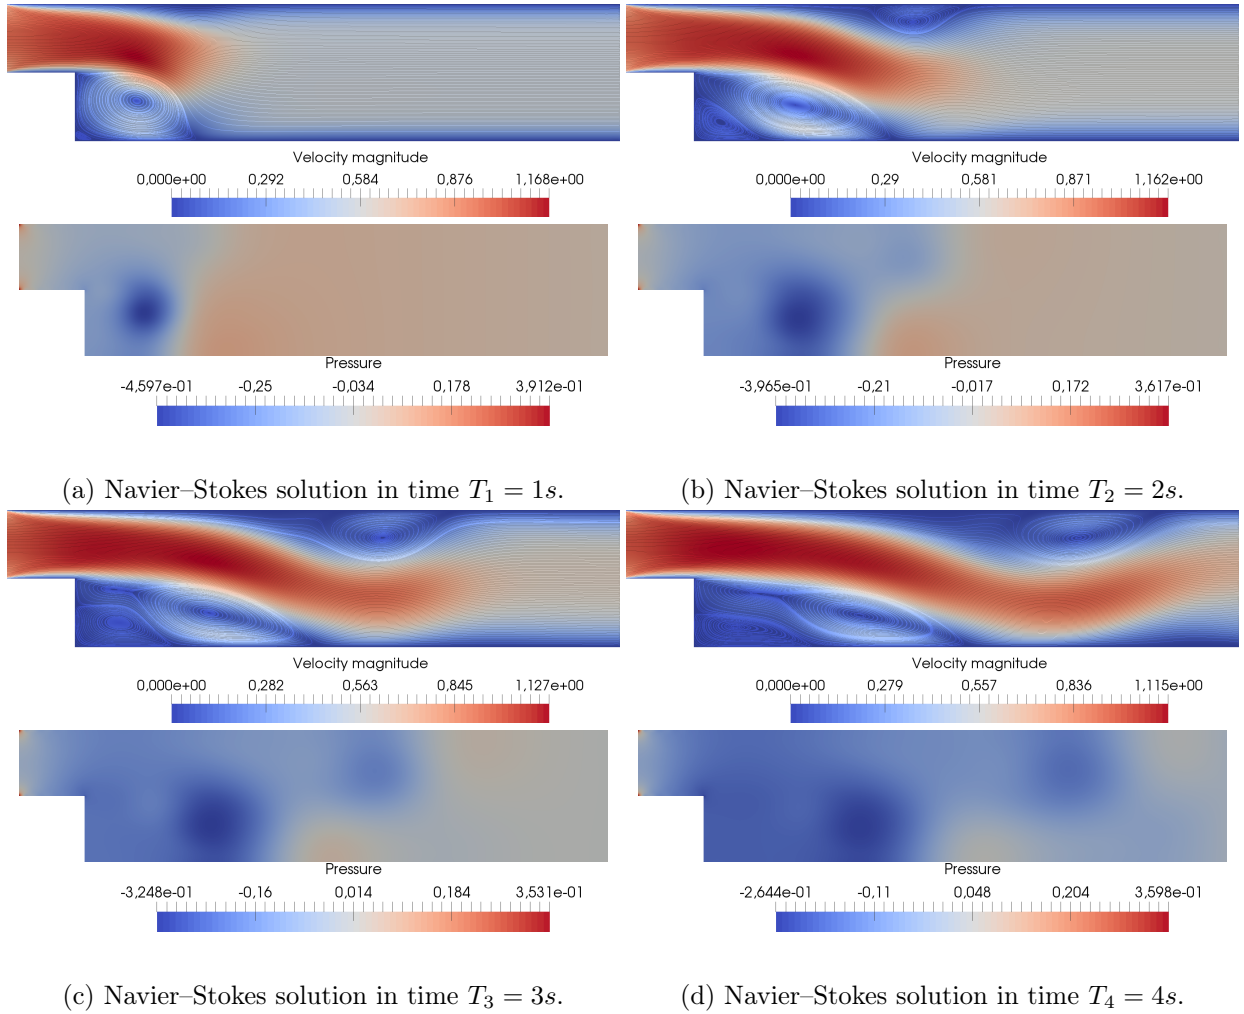 Velocity magnitude
0,000e+00 0,292 0,584 0,876 1,168e+00
Pressure
-4,597e-01 -0,25 -0,034 0,178 3,912e-01
(a) Navier–Stokes solution in time T₁ = 1s.
Velocity magnitude
0,000e+00 0,29 0,581 0,871 1,162e+00
Pressure
-3,965e-01 -0,21 -0,017 0,172 3,617e-01
(b) Navier–Stokes solution in time T₂ = 2s.
Velocity magnitude
0,000e+00 0,282 0,563 0,845 1,127e+00
Pressure
-3,248e-01 -0,16 0,014 0,184 3,531e-01
(c) Navier–Stokes solution in time T₃ = 3s.
Velocity magnitude
0,000e+00 0,279 0,557 0,836 1,115e+00
Pressure
-2,644e-01 -0,11 0,048 0,204 3,598e-01
(d) Navier–Stokes solution in time T₄ = 4s.